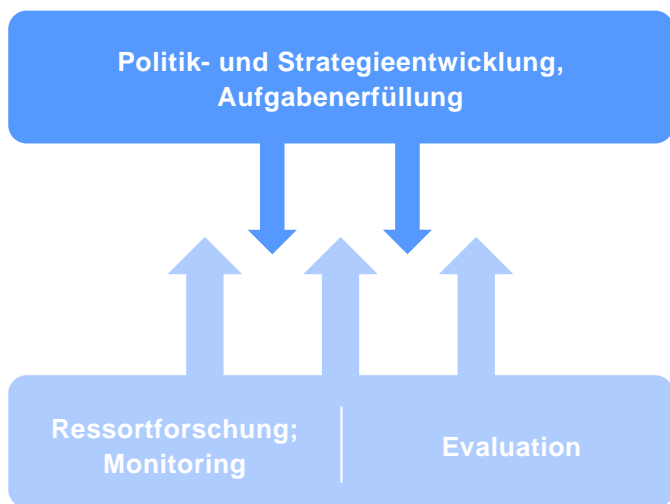 Politik- und Strategieentwicklung,
Aufgabenerfüllung
Ressortforschung;
Monitoring
Evaluation